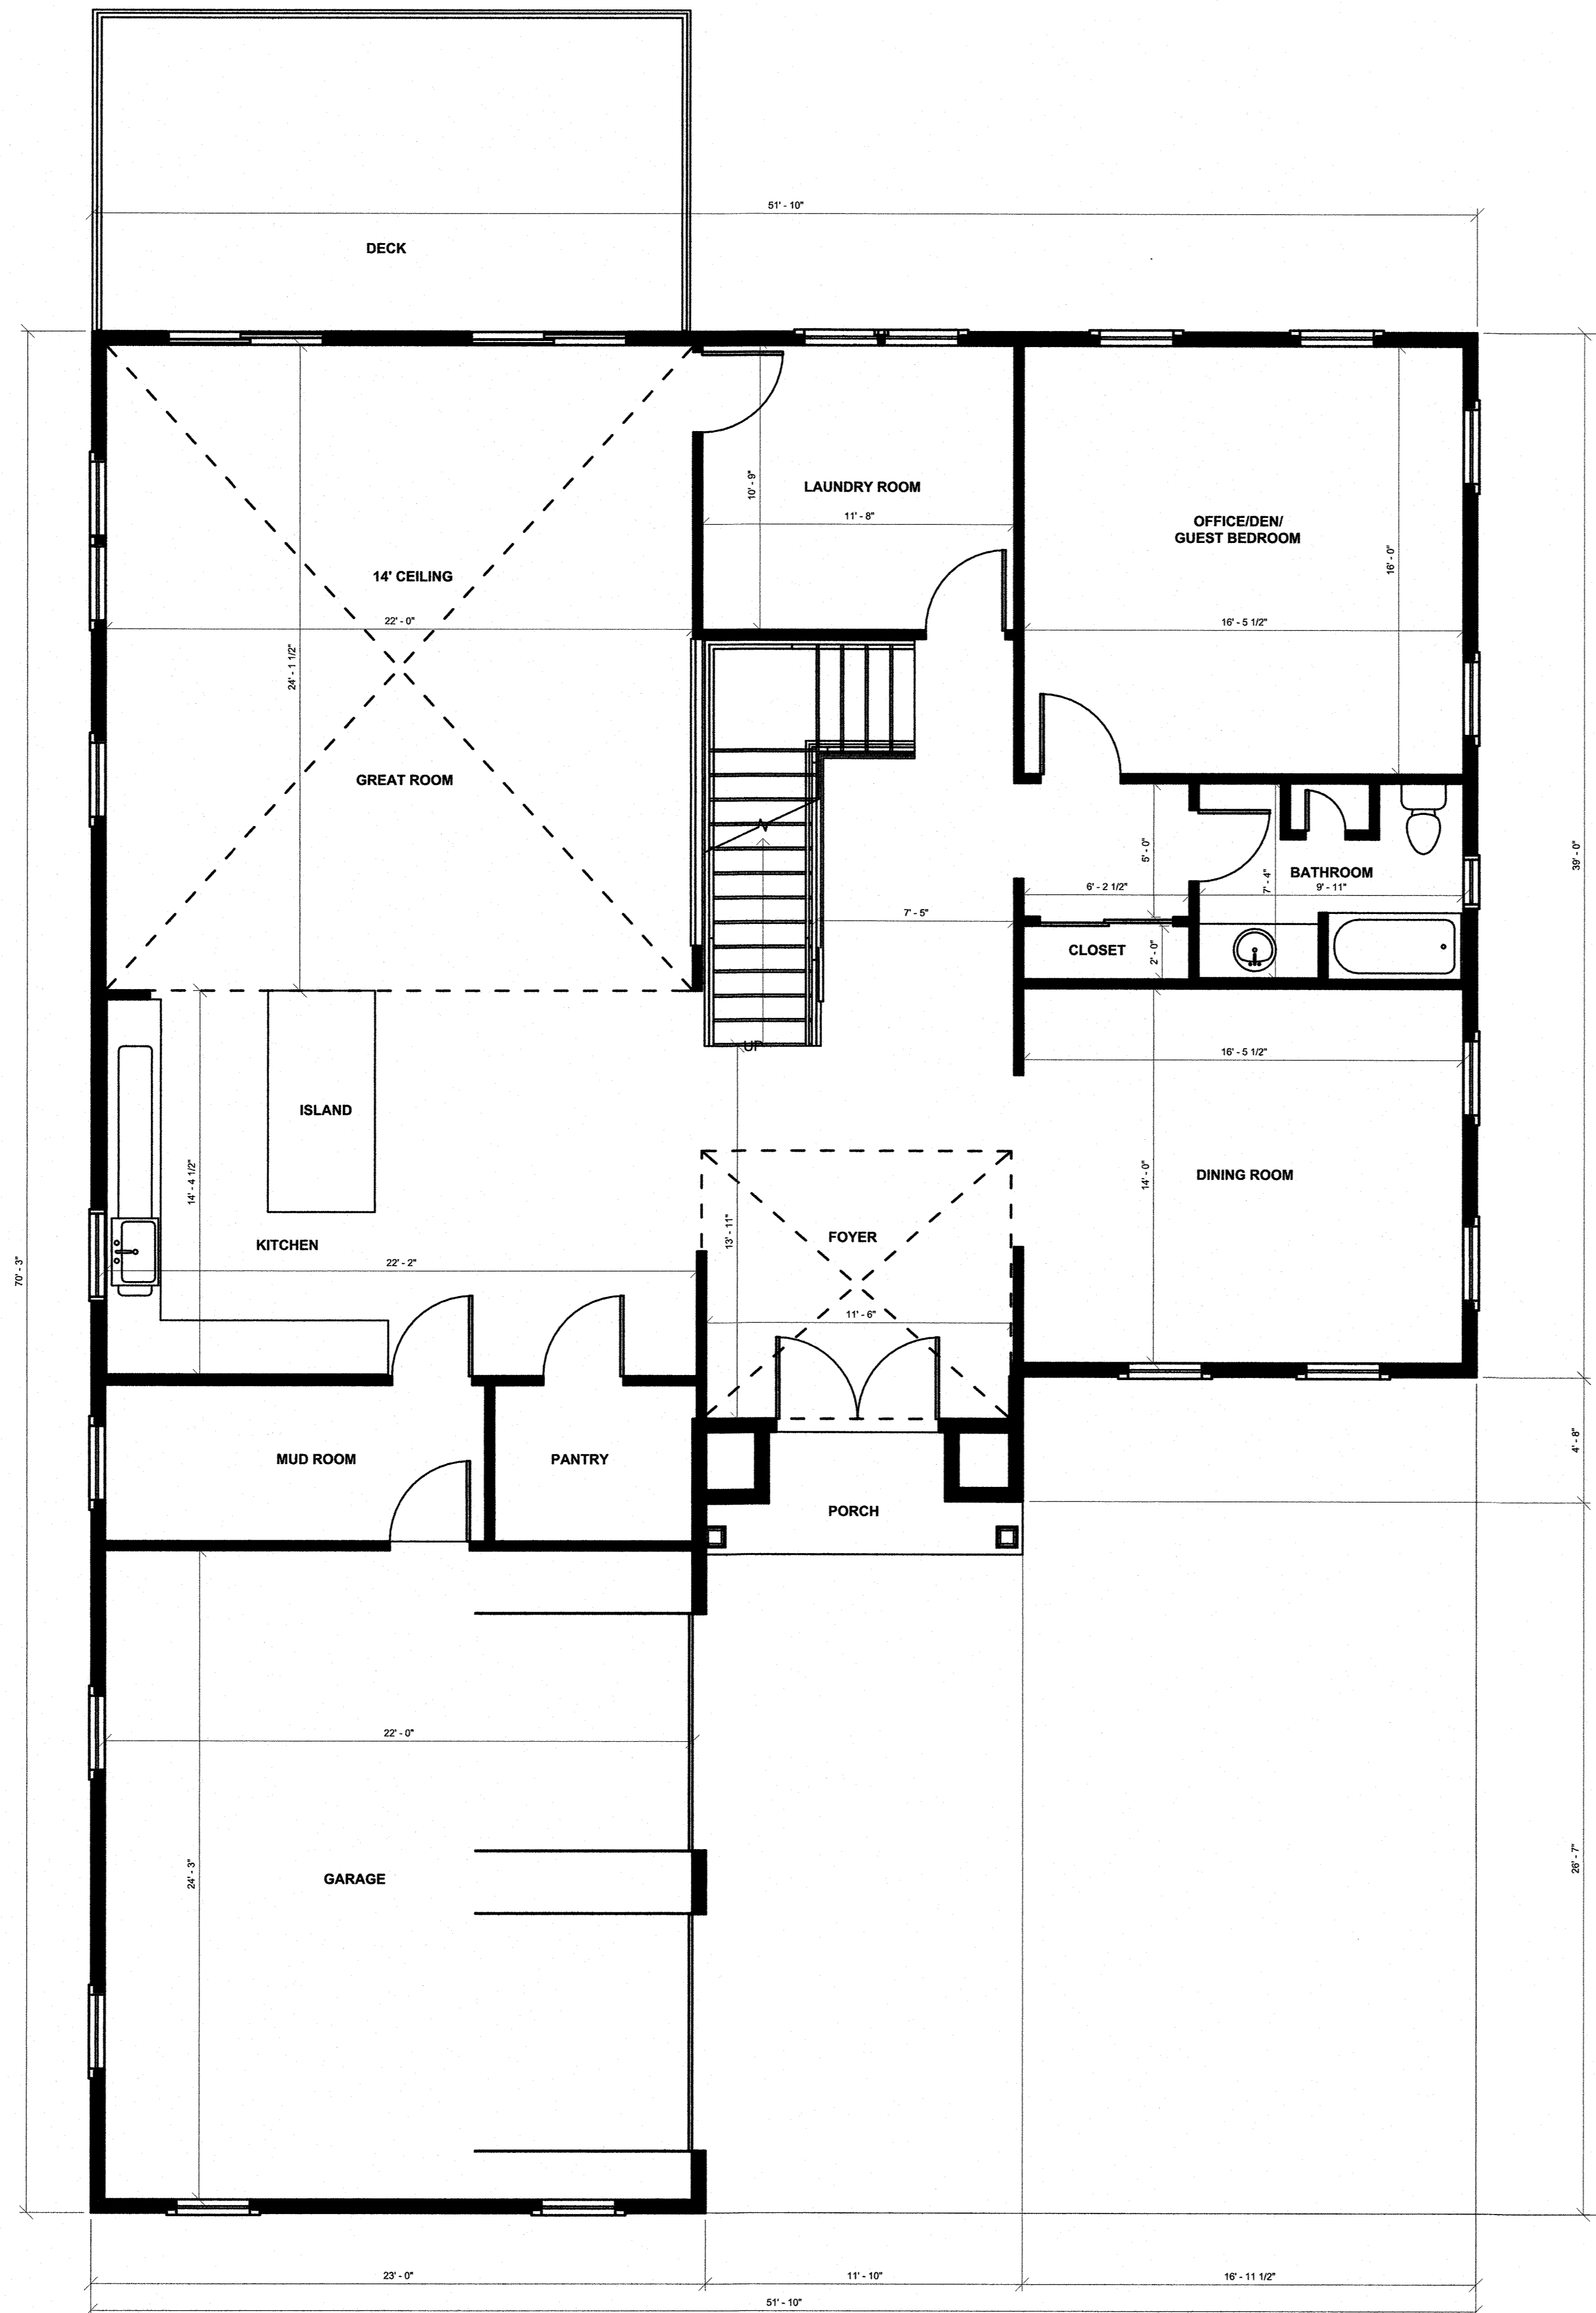 51' - 10"
DECK
LAUNDRY ROOM
10' - 9"
11' - 8"
OFFICE/DEN/
GUEST BEDROOM
16' - 0"
14' CEILING
22' - 0"
16' - 5 1/2"
24' - 1 1/2"
GREAT ROOM
39' - 0"
5' - 0"
BATHROOM
7' - 4"
6' - 2 1/2"
9' - 11"
7' - 5"
CLOSET
2' - 0"
UP
16' - 5 1/2"
ISLAND
14' - 4 1/2"
14' - 0"
DINING ROOM
13' - 11"
FOYER
KITCHEN
22' - 2"
70' - 3"
11' - 6"
4' - 8"
MUD ROOM
PANTRY
PORCH
22' - 0"
24' - 3"
GARAGE
26' - 7"
23' - 0"
11' - 10"
16' - 11 1/2"
51' - 10"